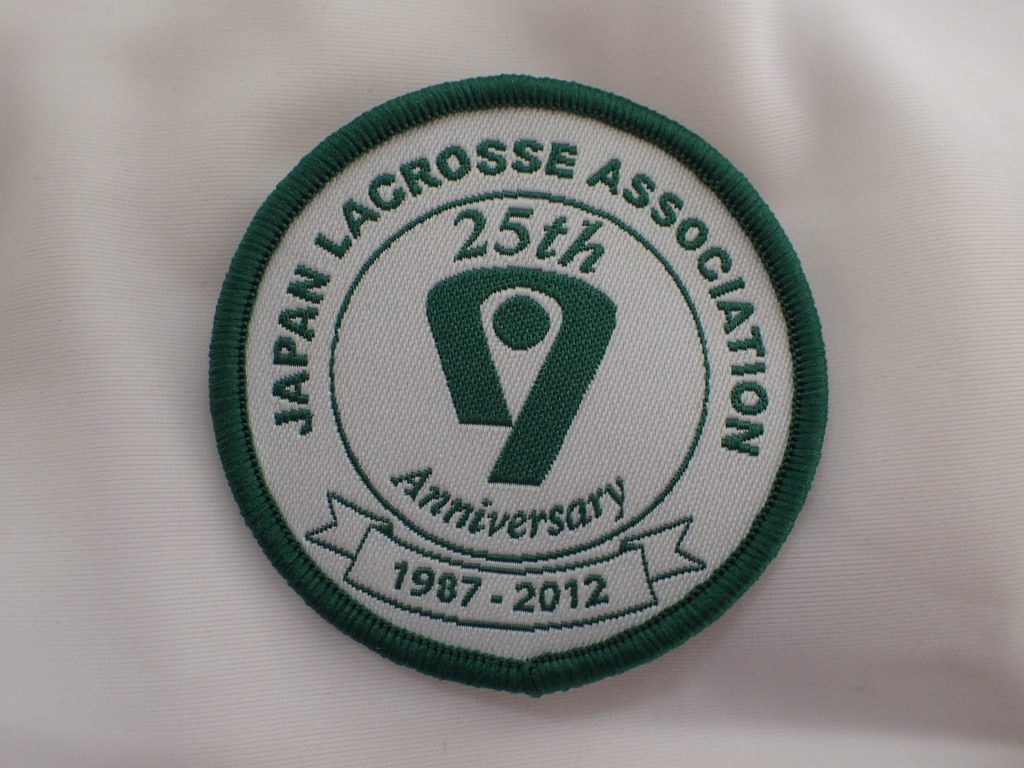 JAPAN LACROSSE ASSOCIATION
25th
Anniversary
1987 - 2012